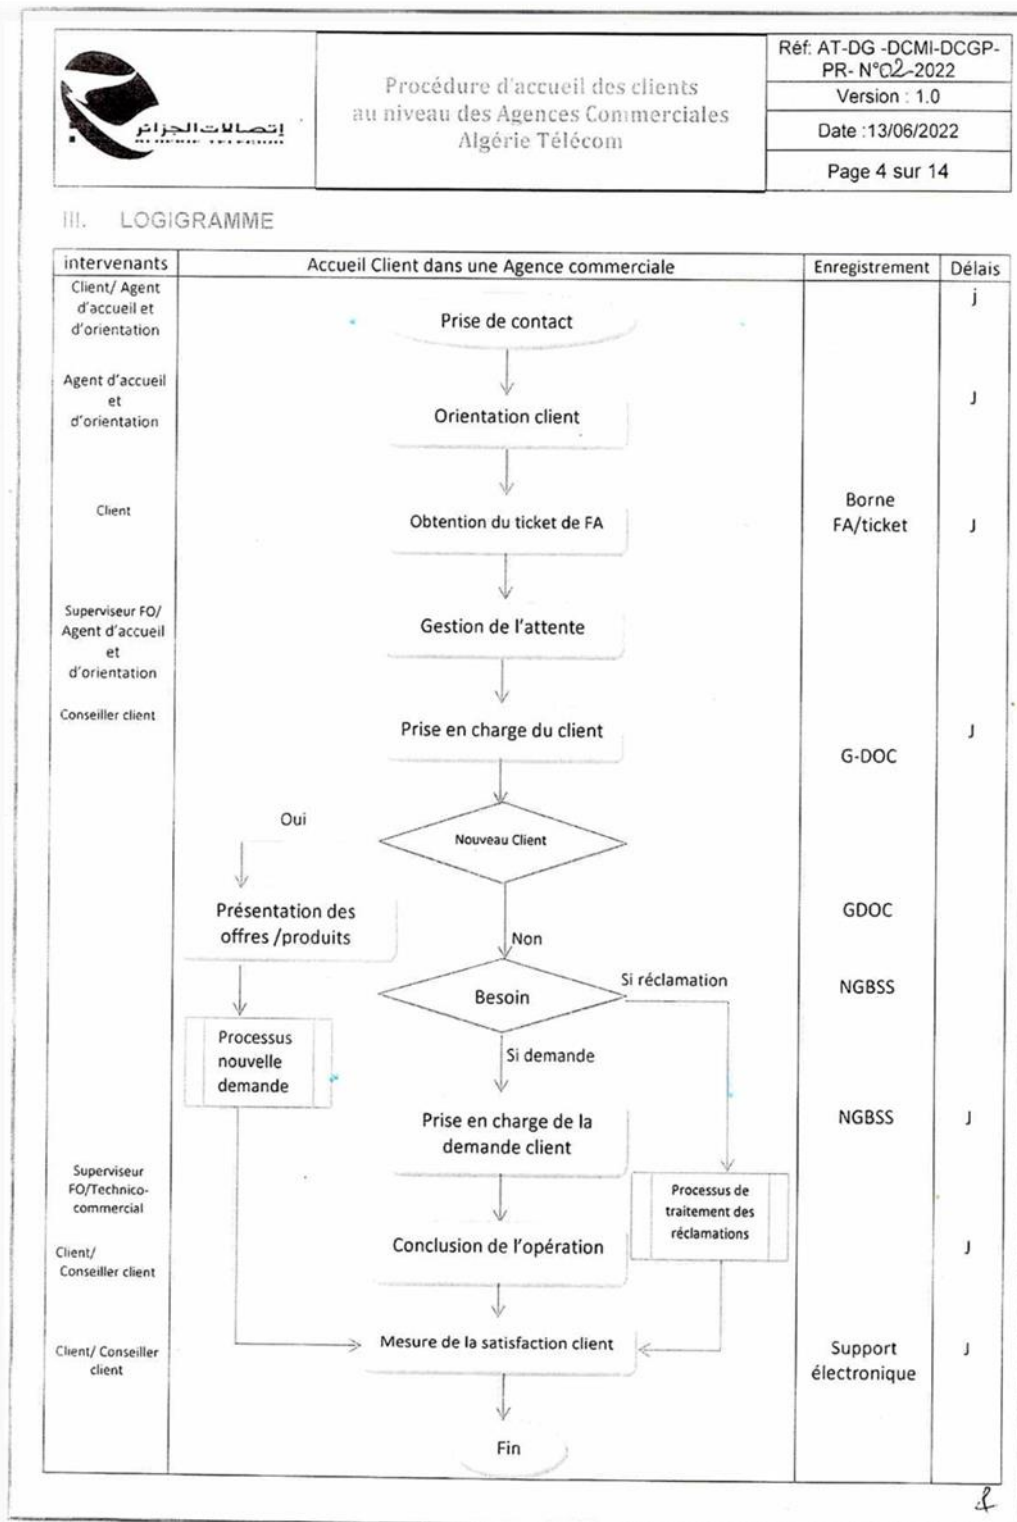 Réf: AT-DG -DCMI-DCGP-
PR- N°02-2022
Version : 1.0
Date :13/06/2022
Page 4 sur 14
إتصالات الجزائر
ALGERIE TELECOM
Procédure d'accueil des clients
au niveau des Agences Commerciales
Algérie Télécom
III. LOGIGRAMME
intervenants
Accueil Client dans une Agence commerciale
Enregistrement
Délais
Client/ Agent
d'accueil et
d'orientation
Prise de contact
j
Agent d'accueil
et
d'orientation
Orientation client
J
Client
Obtention du ticket de FA
Borne
FA/ticket
J
Superviseur FO/
Agent d'accueil
et
d'orientation
Gestion de l'attente
Conseiller client
Prise en charge du client
G-DOC
J
Oui
Nouveau Client
Présentation des
offres /produits
GDOC
Non
Besoin
Si réclamation
NGBSS
Processus
nouvelle
demande
Si demande
Prise en charge de la
demande client
NGBSS
J
Superviseur
FO/Technico-
commercial
Processus de
traitement des
réclamations
Client/
Conseiller client
Conclusion de l'opération
J
Client/ Conseiller
client
Mesure de la satisfaction client
Support
électronique
J
Fin